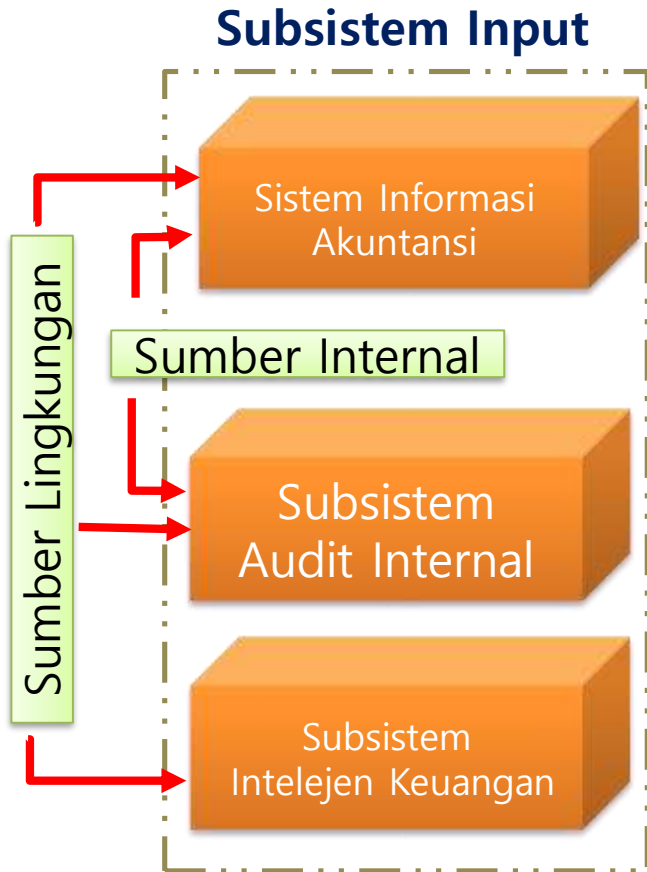 Subsistem Input
Sistem Informasi
Akuntansi
Sumber Lingkungan
Sumber Internal
Subsistem
Audit Internal
Subsistem
Intelejen Keuangan